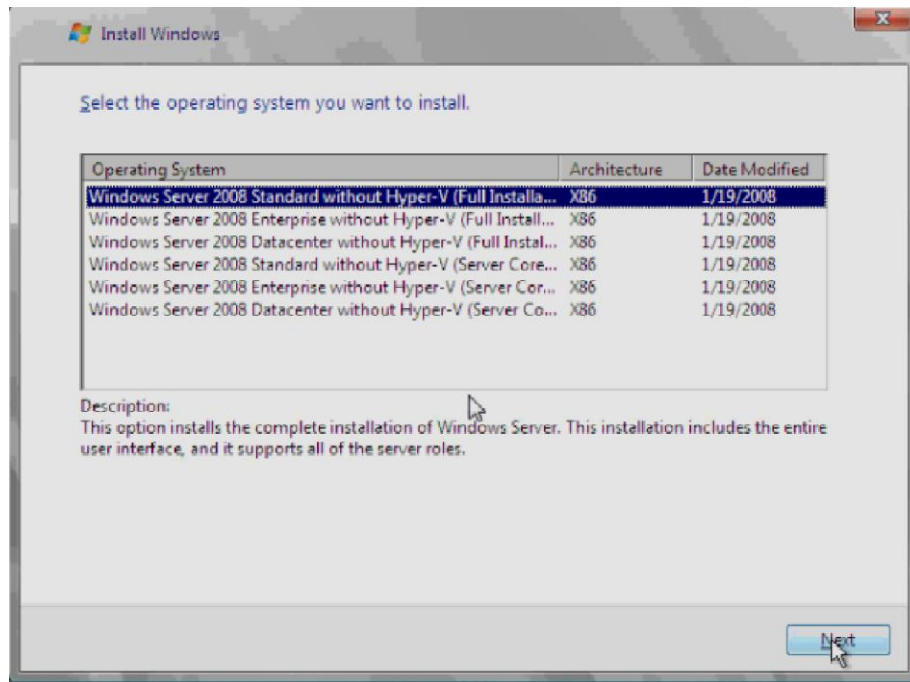 Install Windows
Select the operating system you want to install.
Operating System Architecture Date Modified
Windows Server 2008 Standard without Hyper-V (Full Installa... X86 1/19/2008
Windows Server 2008 Enterprise without Hyper-V (Full Install... X86 1/19/2008
Windows Server 2008 Datacenter without Hyper-V (Full Instal... X86 1/19/2008
Windows Server 2008 Standard without Hyper-V (Server Core... X86 1/19/2008
Windows Server 2008 Enterprise without Hyper-V (Server Cor... X86 1/19/2008
Windows Server 2008 Datacenter without Hyper-V (Server Co... X86 1/19/2008
Description:
This option installs the complete installation of Windows Server. This installation includes the entire
user interface, and it supports all of the server roles.
Next